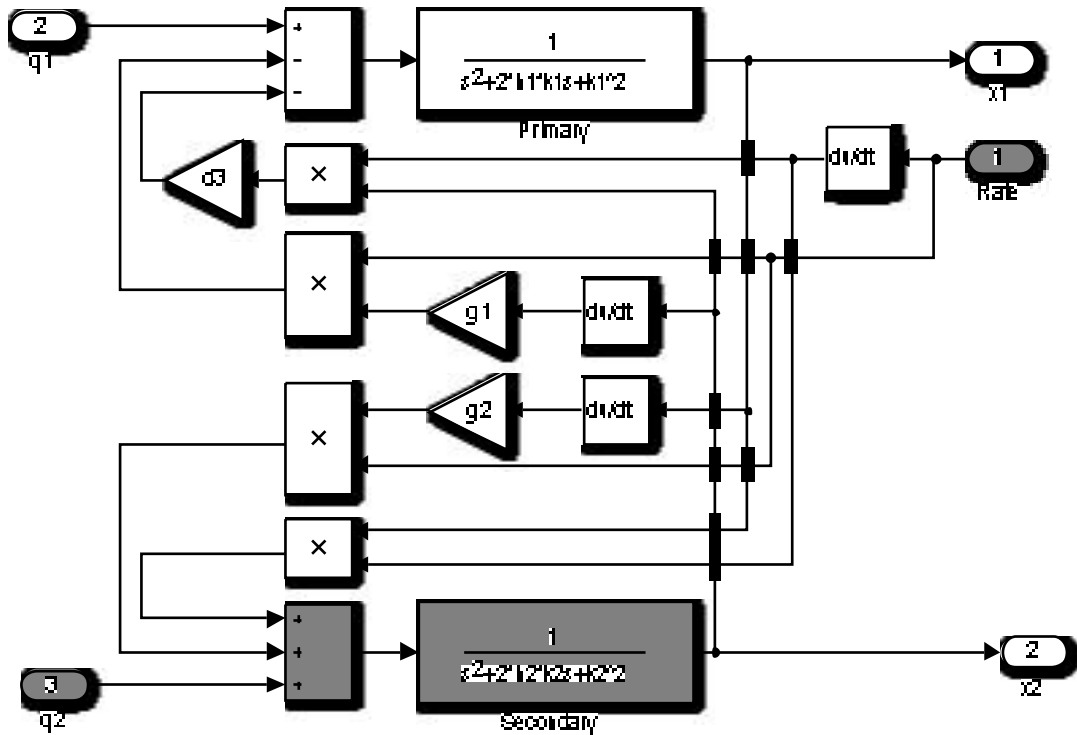 2
q1
+
-
-
1
s^2+2*h1*k1s+k1^2
Primary
1
x1
d3
×
du/dt
1
Rate
×
g1
du/dt
×
g2
du/dt
×
+
+
+
1
s^2+2*h2*k2s+k2^2
Secondary
3
q2
2
x2